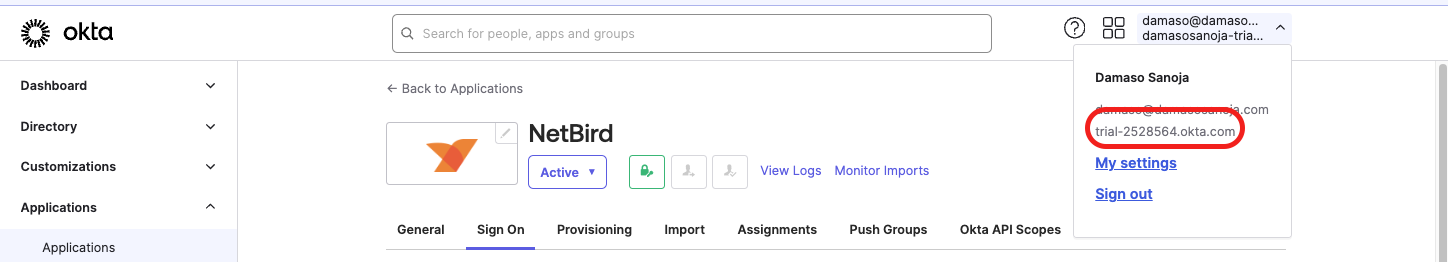 okta
Search for people, apps and groups
damaso@damaso...
damasosanoja-tria...
Dashboard
Directory
Customizations
Applications
Applications
← Back to Applications
NetBird
Active
View Logs
Monitor Imports
General
Sign On
Provisioning
Import
Assignments
Push Groups
Okta API Scopes
Damaso Sanoja
damaso@damasosanoja.com
trial-2528564.okta.com
My settings
Sign out